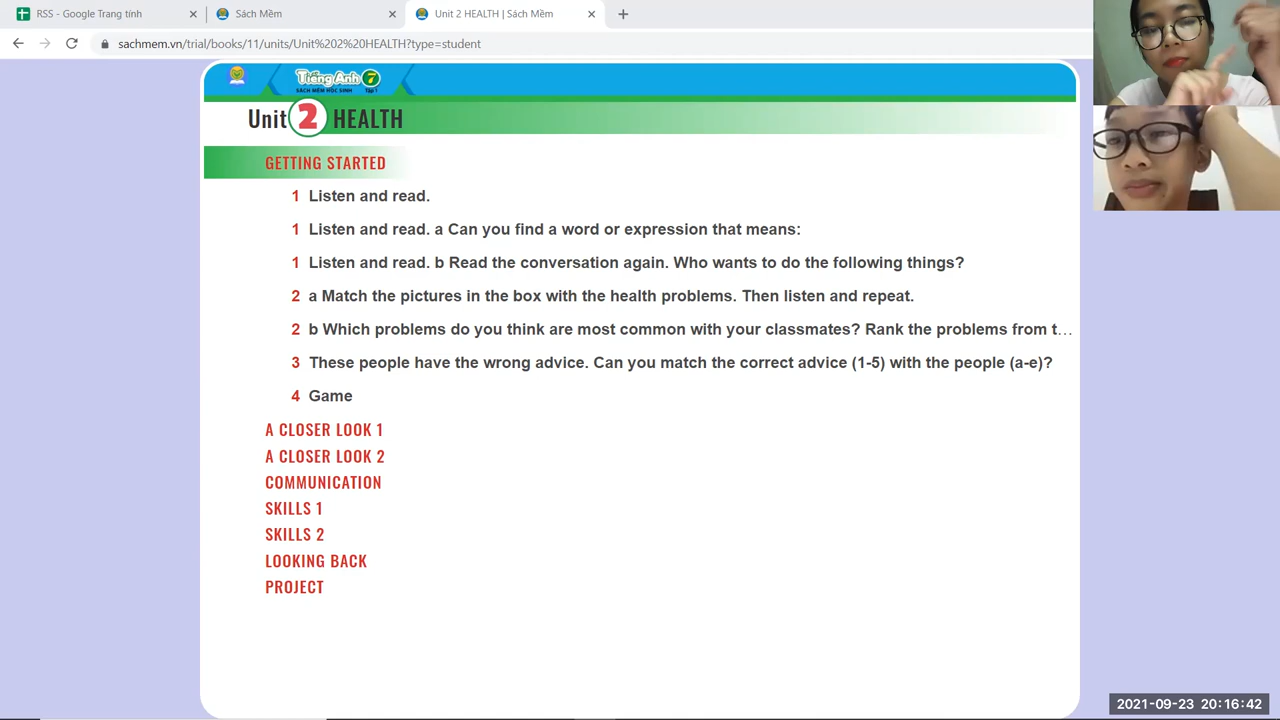 RSS - Google Trang tính
Sách Mềm
Unit 2 HEALTH | Sách Mềm
sachmem.vn/trial/books/11/units/Unit%202%20HEALTH?type=student
Tiếng Anh 7
SÁCH MỀM HỌC SINH TẬP 1
Unit 2 HEALTH
GETTING STARTED
1 Listen and read.
1 Listen and read. a Can you find a word or expression that means:
1 Listen and read. b Read the conversation again. Who wants to do the following things?
2 a Match the pictures in the box with the health problems. Then listen and repeat.
2 b Which problems do you think are most common with your classmates? Rank the problems from t...
3 These people have the wrong advice. Can you match the correct advice (1-5) with the people (a-e)?
4 Game
A CLOSER LOOK 1
A CLOSER LOOK 2
COMMUNICATION
SKILLS 1
SKILLS 2
LOOKING BACK
PROJECT
2021-09-23 20:16:42